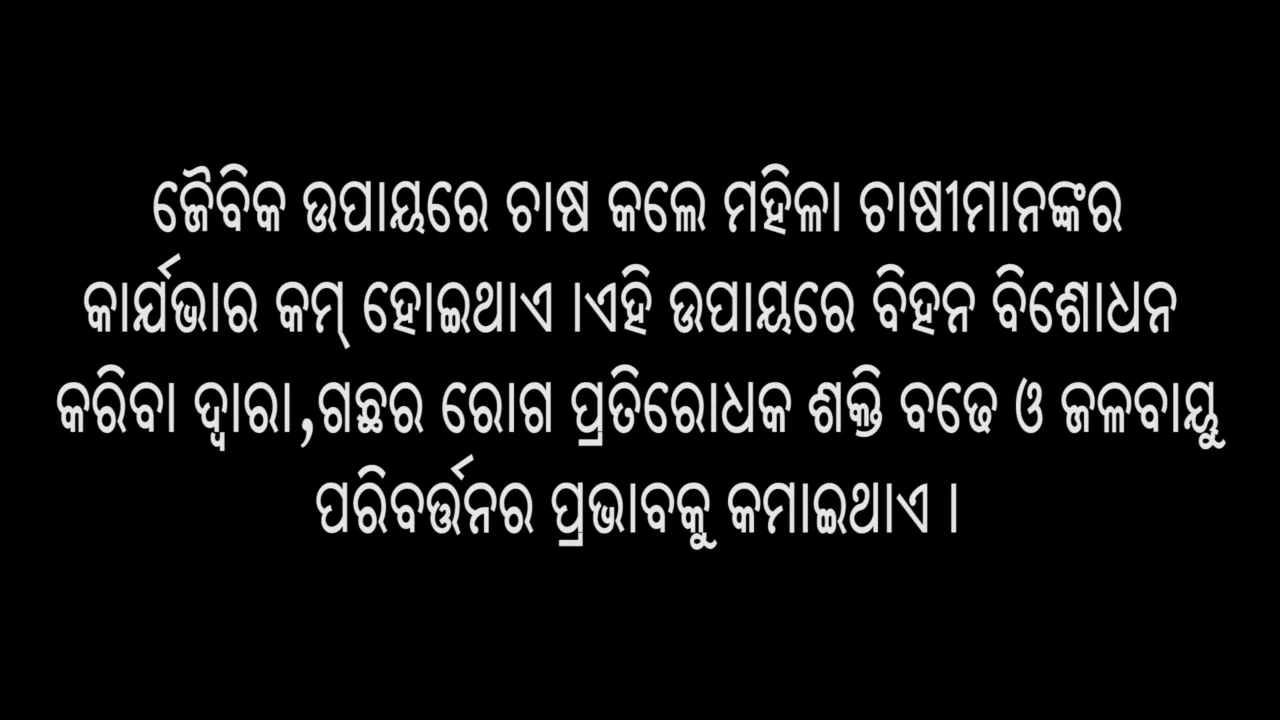 ଜୈବିକ ଉପାୟରେ ଚାଷ କଲେ ମହିଳା ଚାଷୀମାନଙ୍କର
କାର୍ଯଭାର କମ୍ ହୋଇଥାଏ ।ଏହି ଉପାୟରେ ବିହନ ବିଶୋଧନ
କରିବା ଦ୍ୱାରା,ଗଛର ରୋଗ ପ୍ରତିରୋଧକ ଶକ୍ତି ବଢେ ଓ ଜଳବାୟୁ
ପରିବର୍ତ୍ତନର ପ୍ରଭାବକୁ କମାଇଥାଏ ।